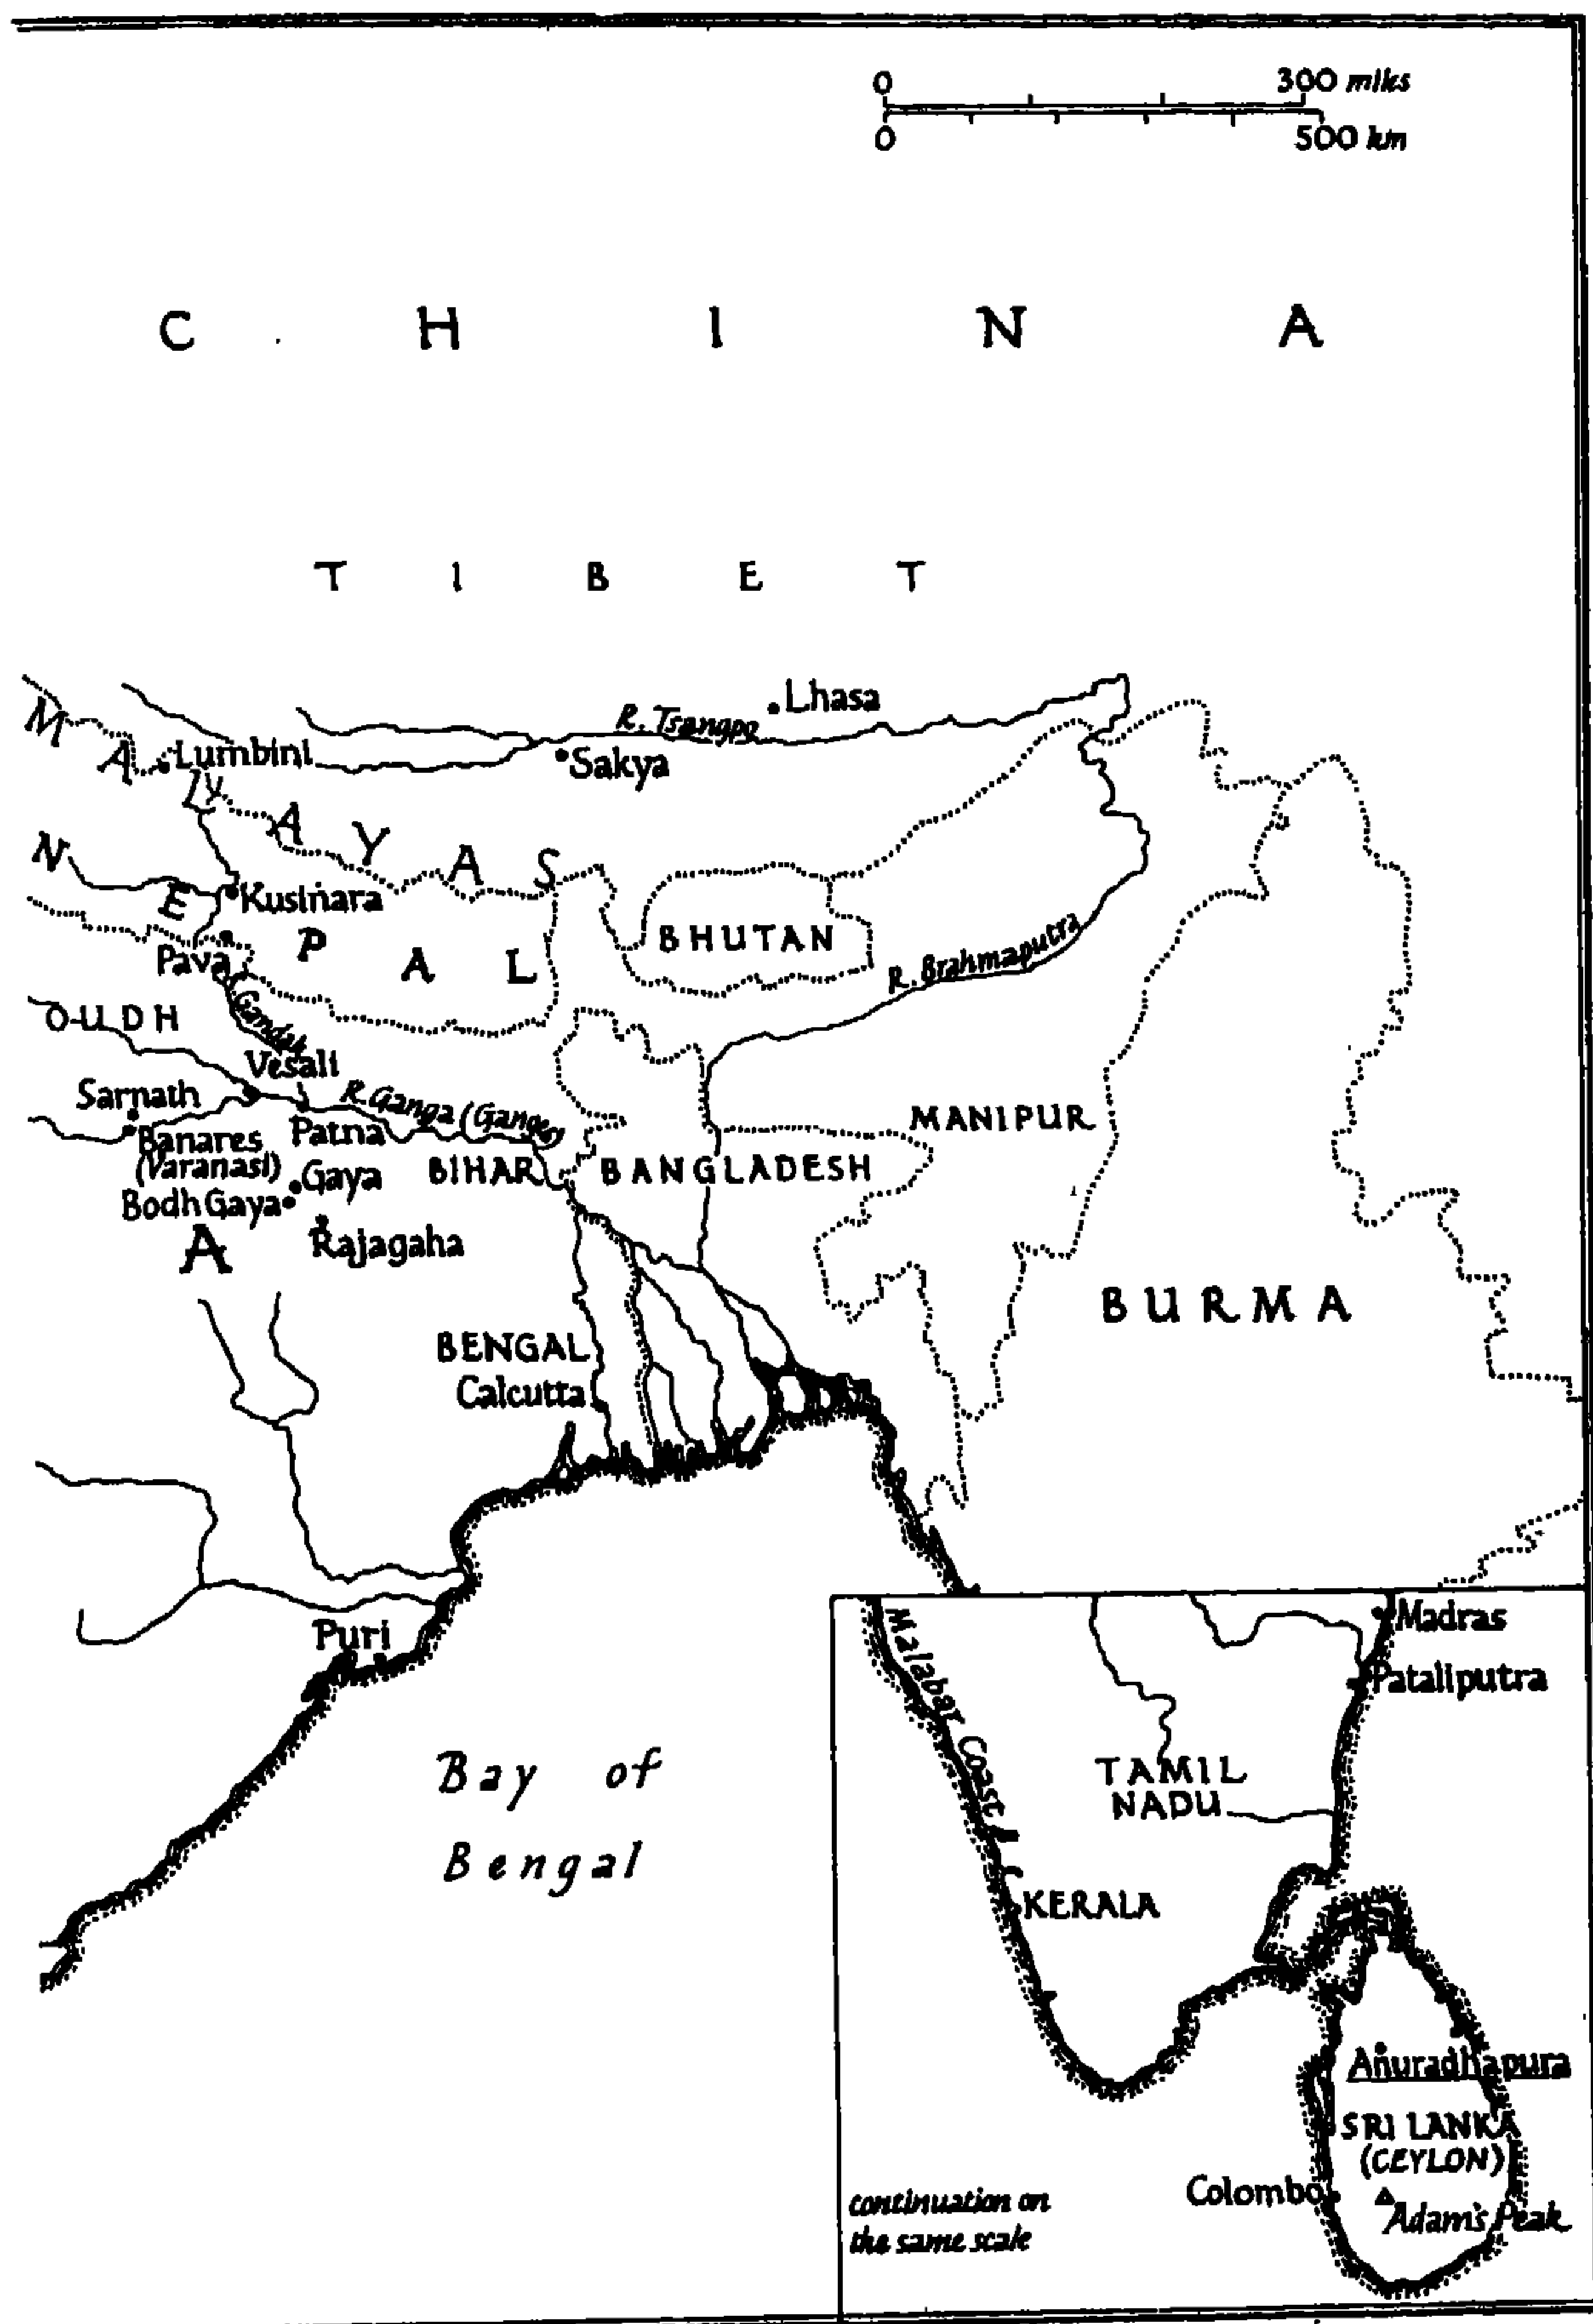 0 300 miles
0 500 km
C H I N A
T I B E T
Lhasa
R. Tsangpo
M A L A Y A S
Lumbini
Sakya
N E P A L
Kusinara
BHUTAN
Pava
R. Brahmaputra
OUDH
Gandak
Vesali
Sarnath
R. Ganga (Ganges)
MANIPUR
Banares
(Varanasi)
Patna
BIHAR
BANGLADESH
Gaya
Bodh Gaya
A
Rajagaha
BURMA
BENGAL
Calcutta
Puri
Bay of
Bengal
Malabar Coast
Madras
Pataliputra
TAMIL
NADU
KERALA
Anuradhapura
SRI LANKA
(CEYLON)
Colombo
Adam's Peak
continuation on
the same scale